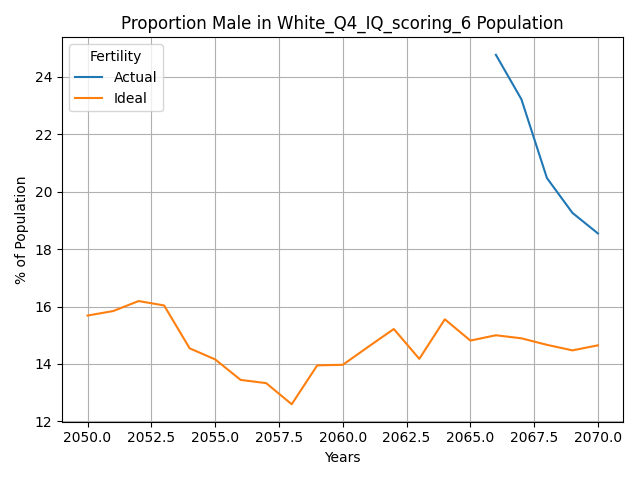 Proportion Male in White_Q4_IQ_scoring_6 Population
Fertility
Actual
Ideal
% of Population
24
22
20
18
16
14
12
2050.0 2052.5 2055.0 2057.5 2060.0 2062.5 2065.0 2067.5 2070.0
Years